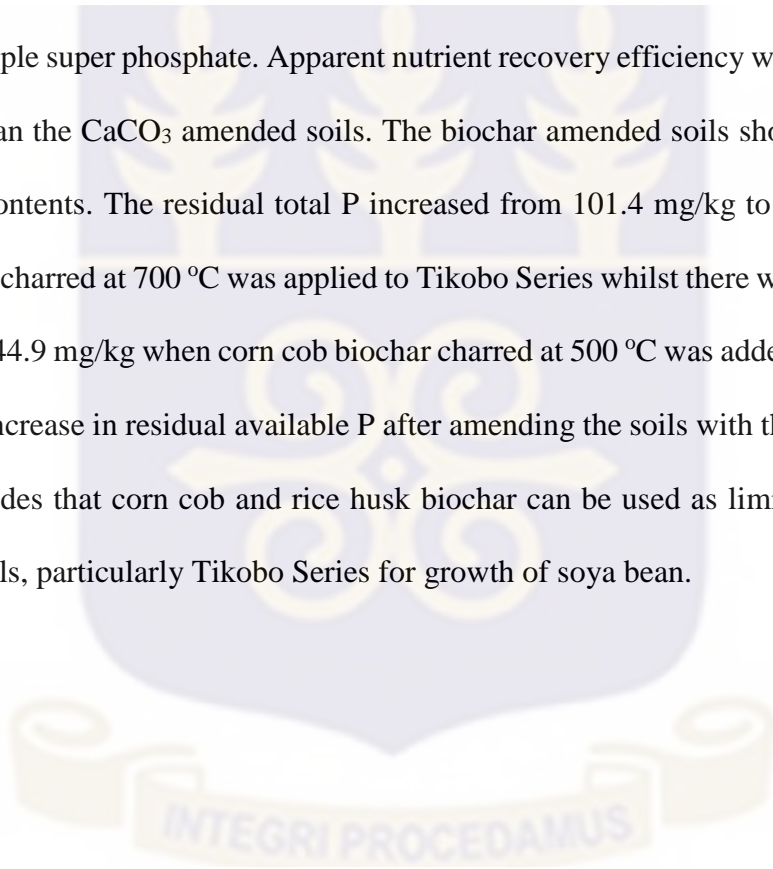 ple super phosphate. Apparent nutrient recovery efficiency w
an the CaCO₃ amended soils. The biochar amended soils sho
ontents. The residual total P increased from 101.4 mg/kg to
charred at 700 ºC was applied to Tikobo Series whilst there w
44.9 mg/kg when corn cob biochar charred at 500 ºC was adde
ncrease in residual available P after amending the soils with th
des that corn cob and rice husk biochar can be used as lim
ls, particularly Tikobo Series for growth of soya bean.
INTEGRI PROCEDAMUS